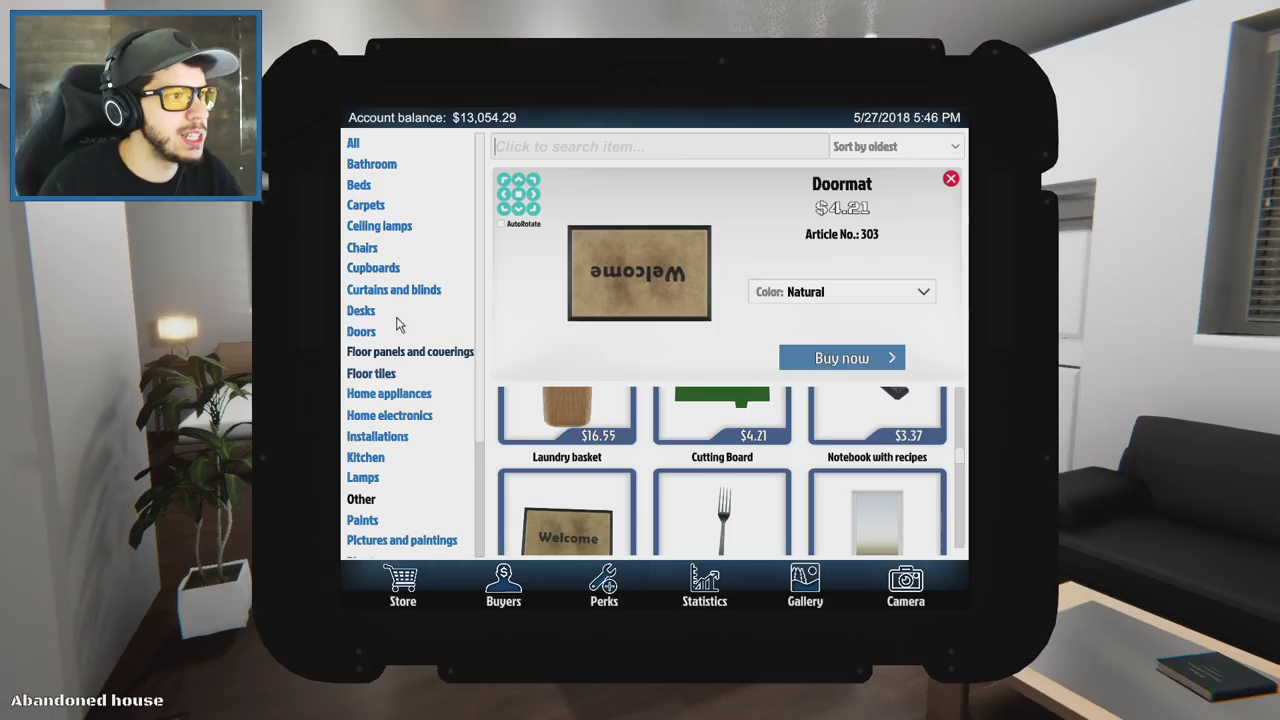 Account balance: $13,054.29
5/27/2018 5:46 PM
All
Bathroom
Beds
Carpets
Ceiling lamps
Chairs
Cupboards
Curtains and blinds
Desks
Doors
Floor panels and coverings
Floor tiles
Home appliances
Home electronics
Installations
Kitchen
Lamps
Other
Paints
Pictures and paintings
Click to search item...
Sort by oldest
AutoRotate
Welcome
Doormat
$4.21
Article No.: 303
Color: Natural
Buy now
$16.55
$4.21
$3.37
Laundry basket
Cutting Board
Notebook with recipes
Welcome
Store
Buyers
Perks
Statistics
Gallery
Camera
Abandoned house